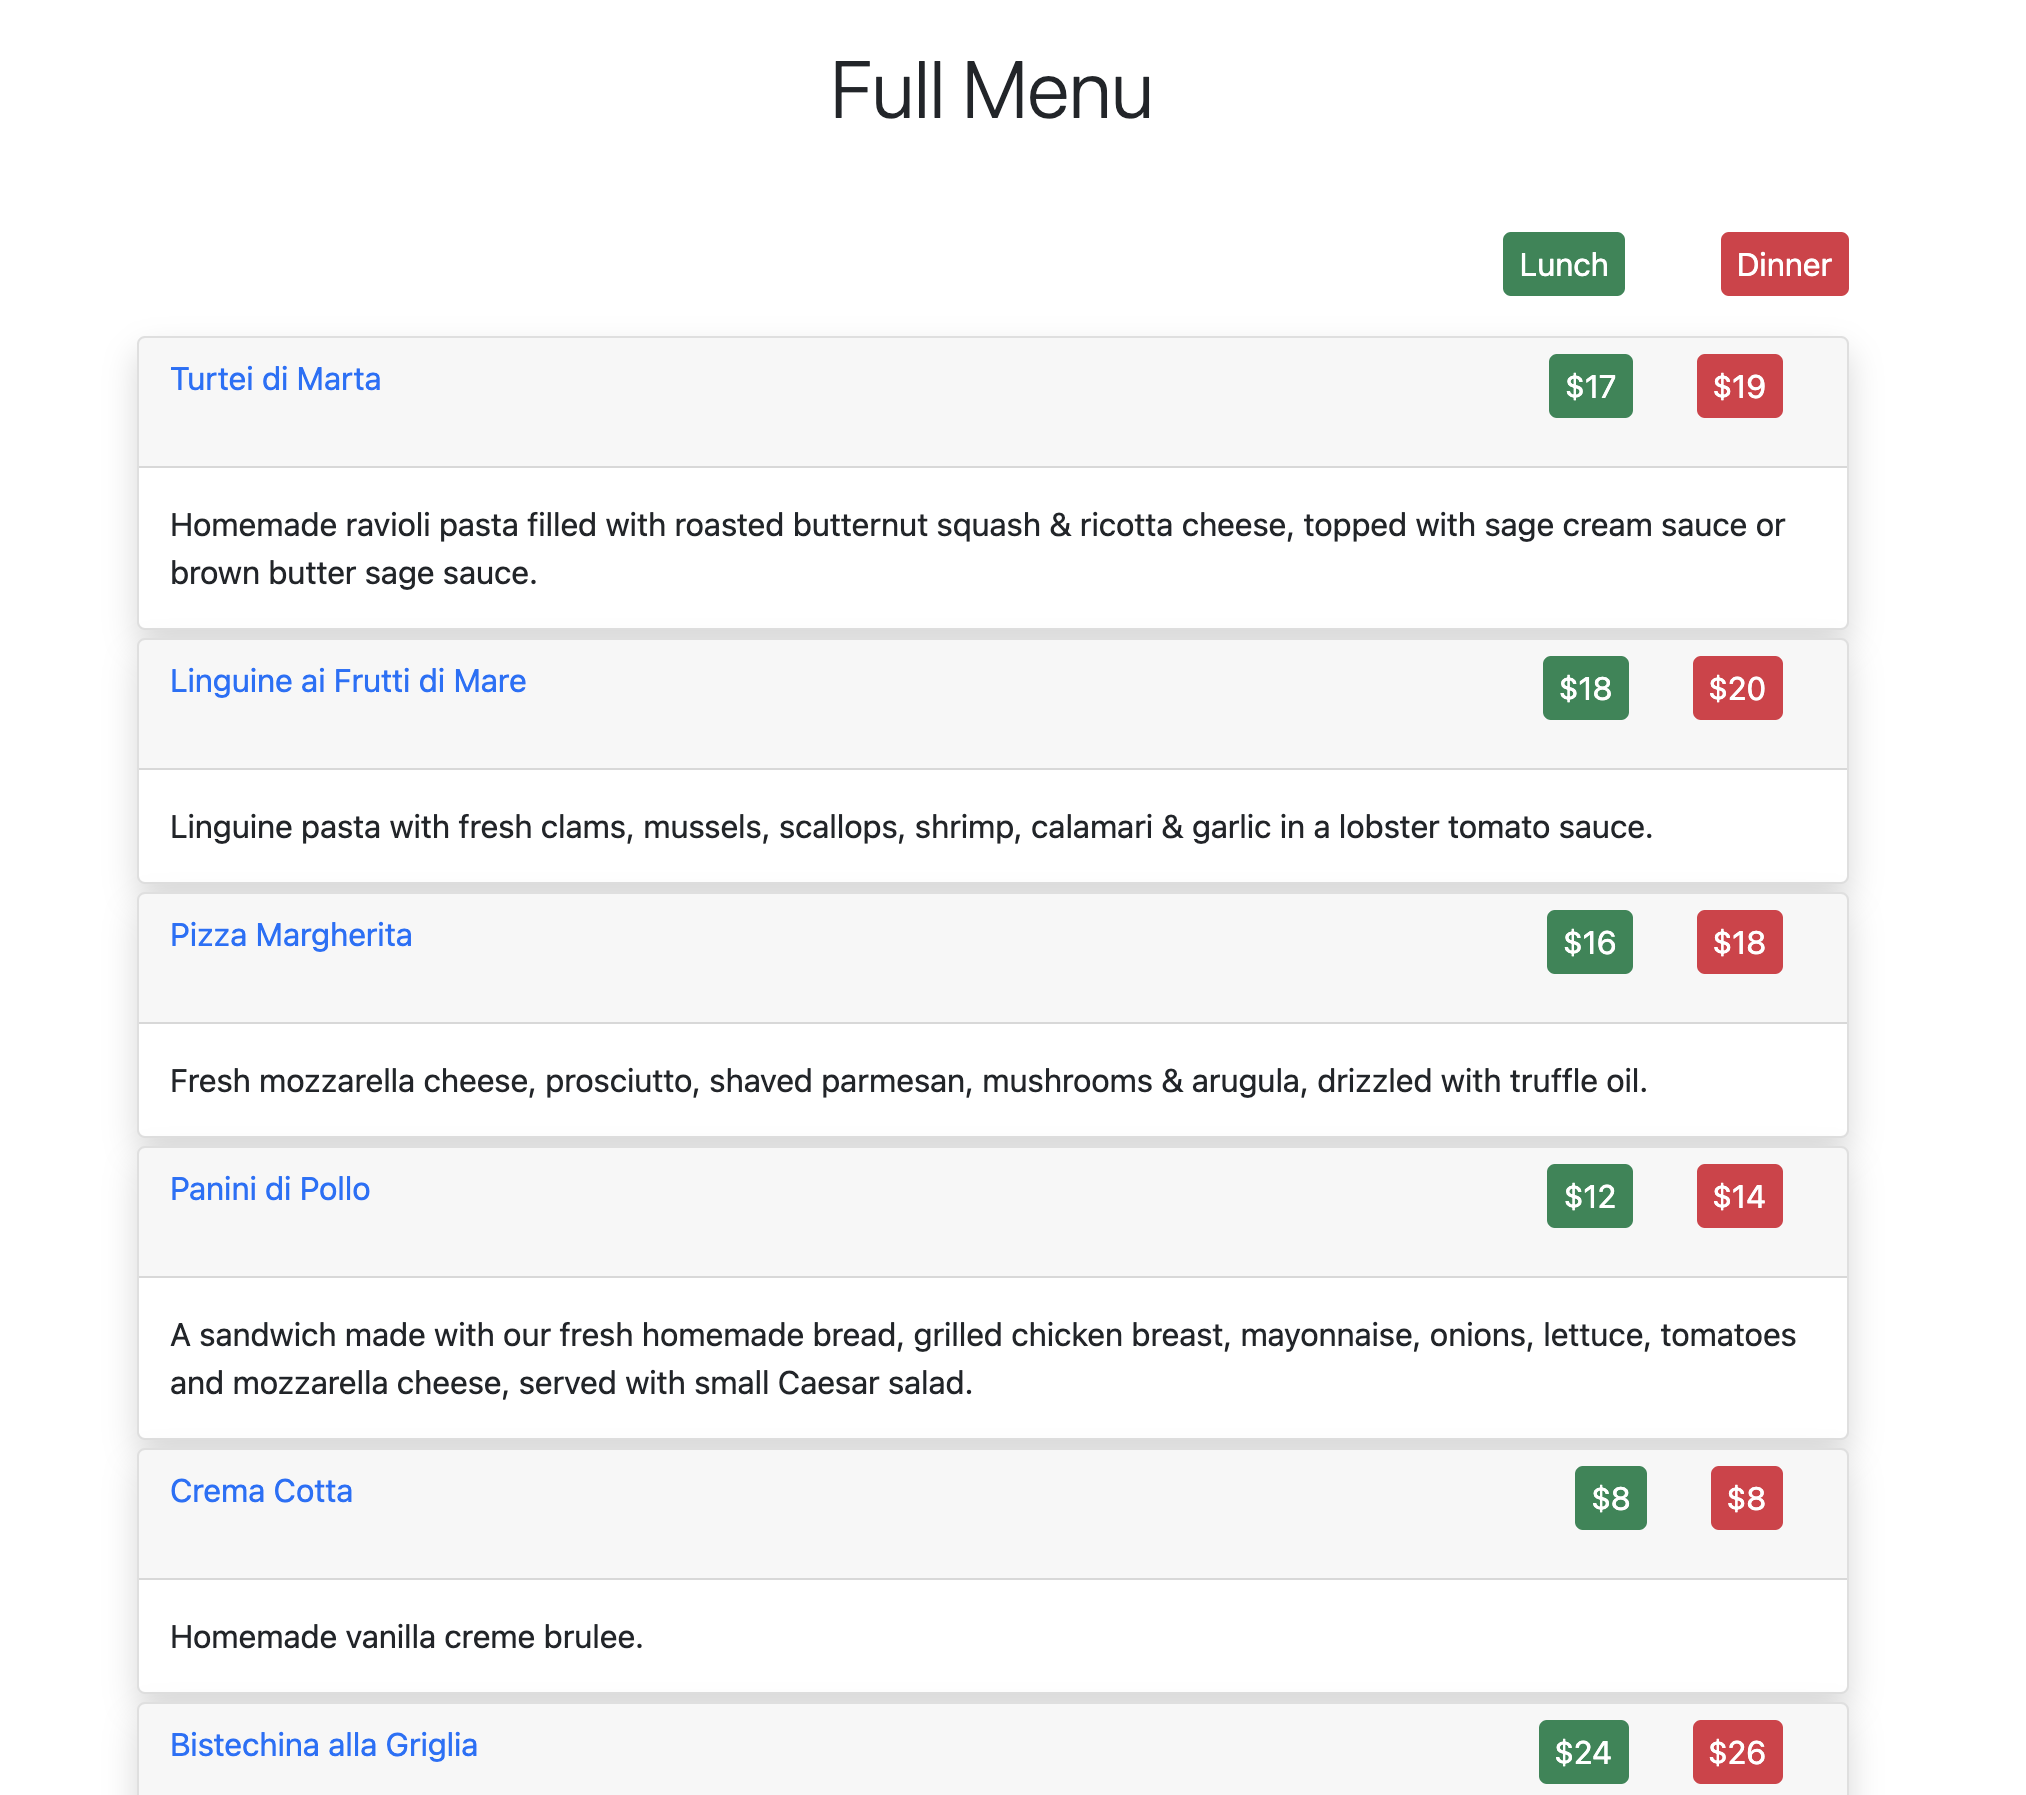 Full Menu
Lunch Dinner
Turtei di Marta $17 $19
Homemade ravioli pasta filled with roasted butternut squash & ricotta cheese, topped with sage cream sauce or
brown butter sage sauce.
Linguine ai Frutti di Mare $18 $20
Linguine pasta with fresh clams, mussels, scallops, shrimp, calamari & garlic in a lobster tomato sauce.
Pizza Margherita $16 $18
Fresh mozzarella cheese, prosciutto, shaved parmesan, mushrooms & arugula, drizzled with truffle oil.
Panini di Pollo $12 $14
A sandwich made with our fresh homemade bread, grilled chicken breast, mayonnaise, onions, lettuce, tomatoes
and mozzarella cheese, served with small Caesar salad.
Crema Cotta $8 $8
Homemade vanilla creme brulee.
Bistechina alla Griglia $24 $26